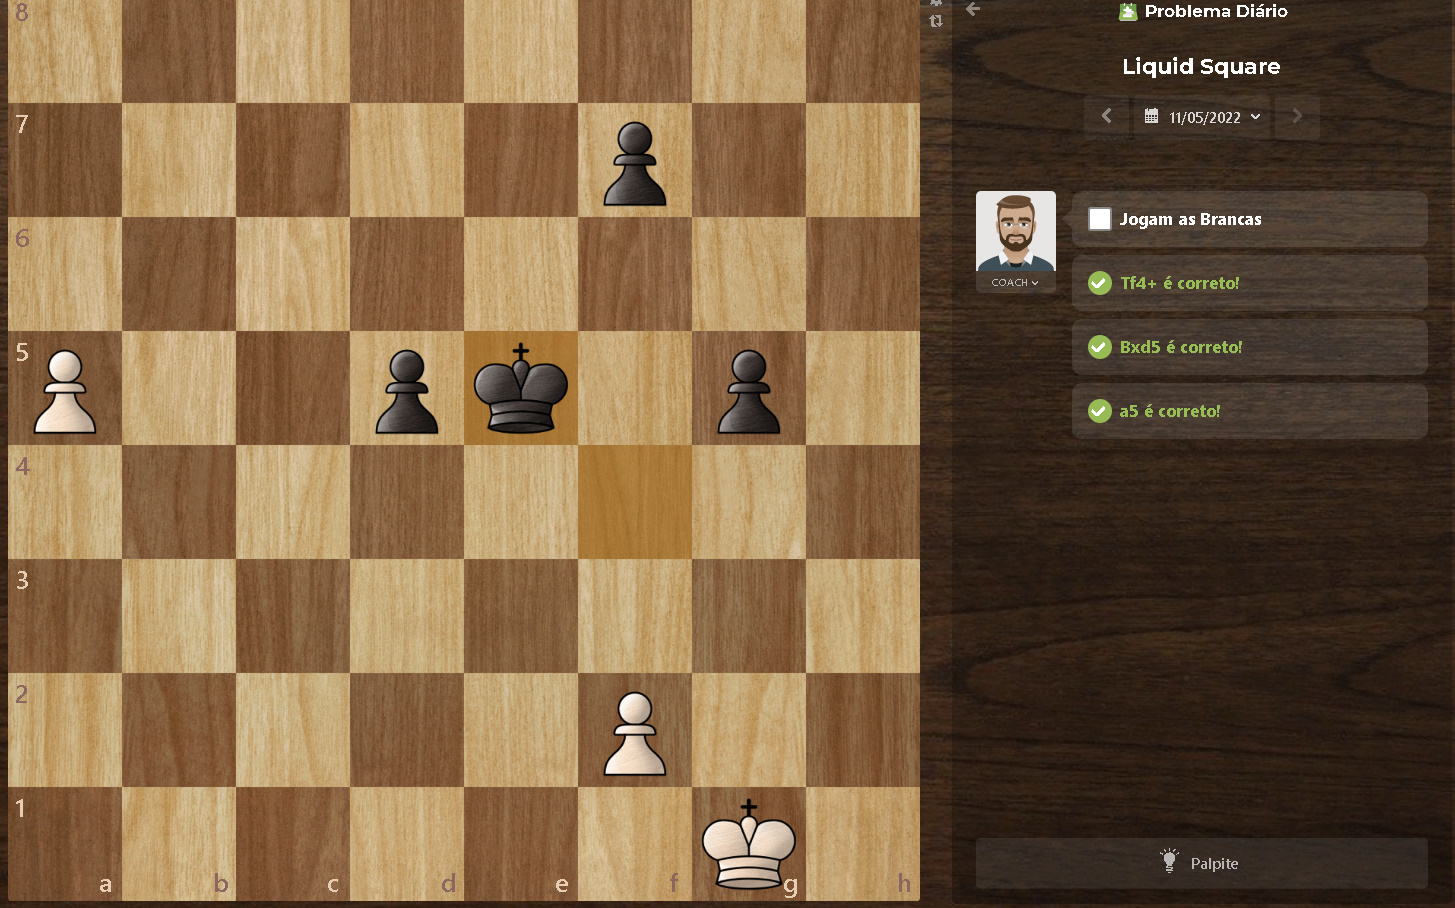 8
Problema Diário
Liquid Square
7
11/05/2022
Jogam as Brancas
6
COACH
Tf4+ é correto!
5
Bxd5 é correto!
a5 é correto!
4
3
2
1
Palpite
a b c d e f g h